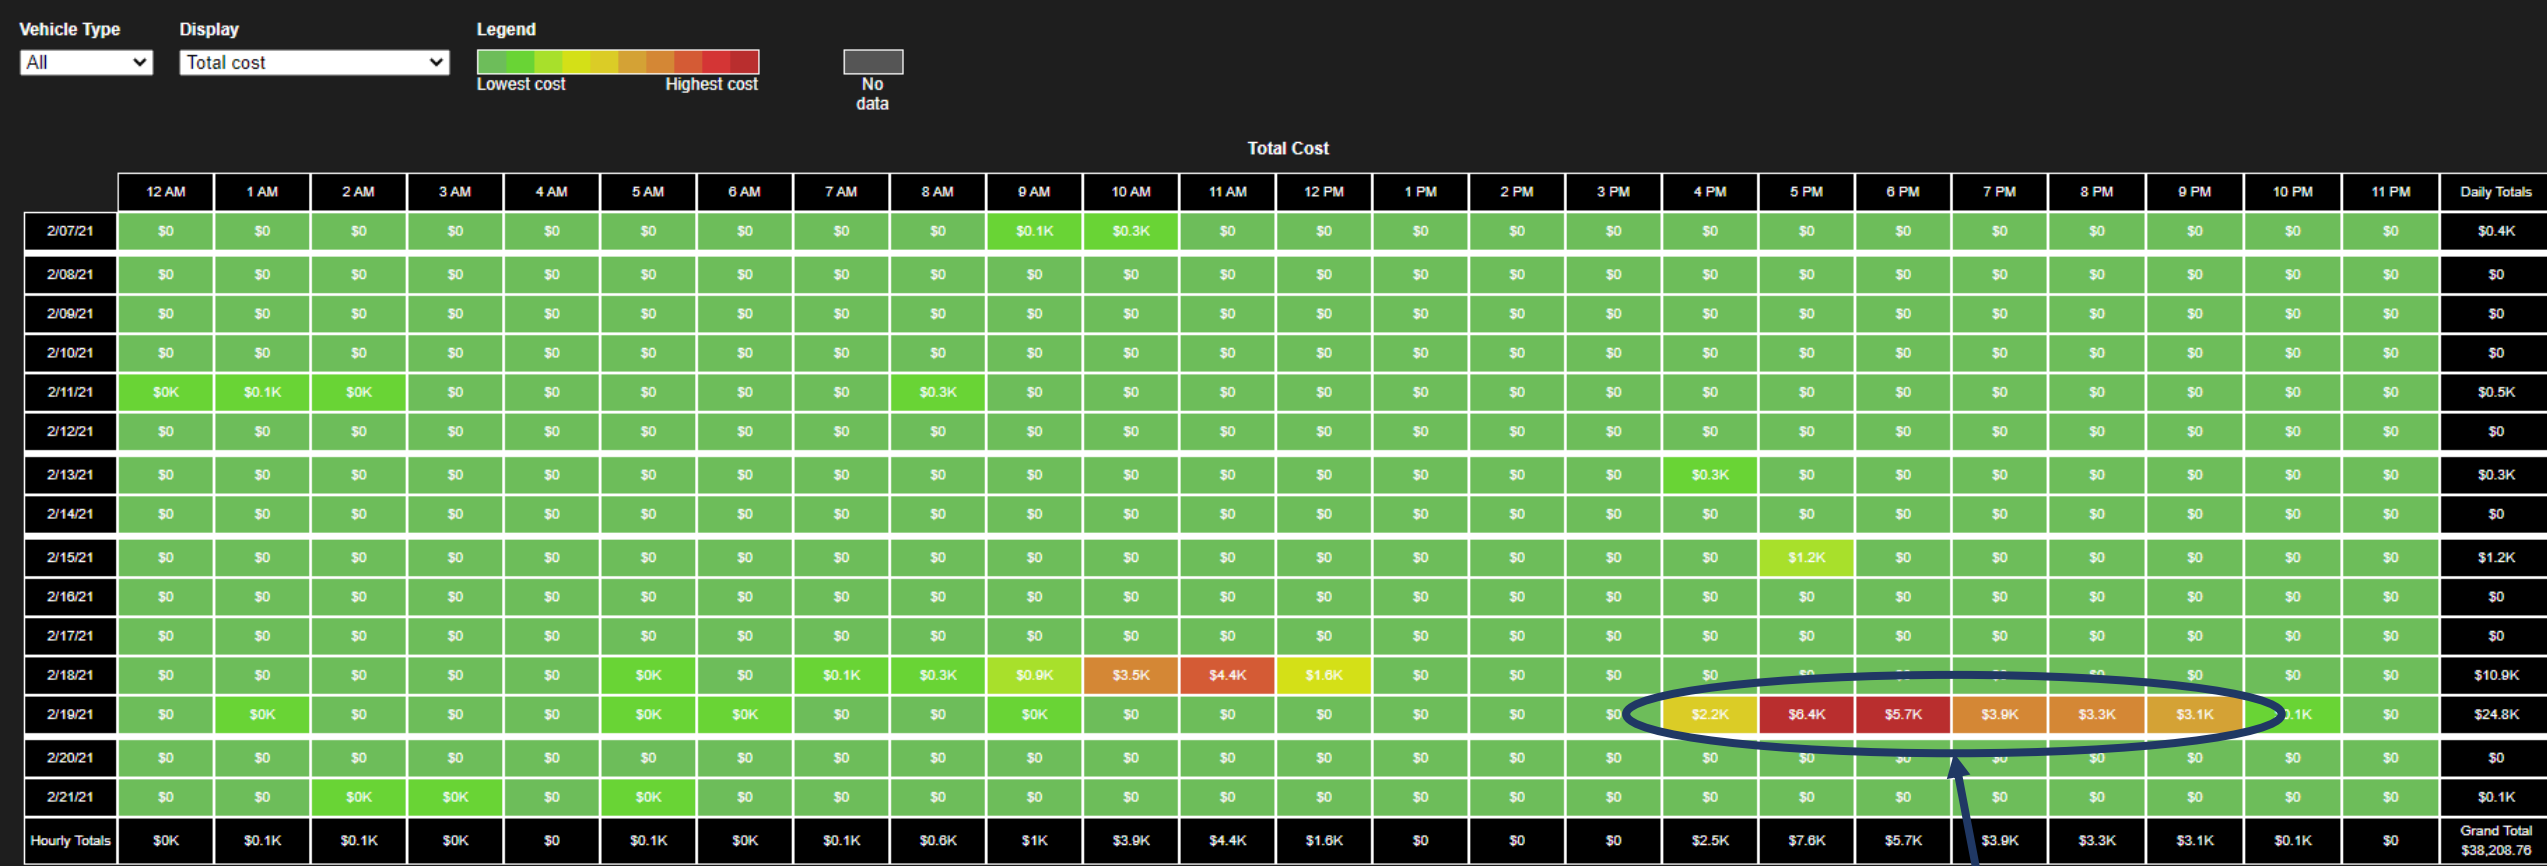 Vehicle Type Display Legend
All Total cost
Lowest cost Highest cost No
data
Total Cost
12 AM 1 AM 2 AM 3 AM 4 AM 5 AM 6 AM 7 AM 8 AM 9 AM 10 AM 11 AM 12 PM 1 PM 2 PM 3 PM 4 PM 5 PM 6 PM 7 PM 8 PM 9 PM 10 PM 11 PM Daily Totals
2/07/21 $0 $0 $0 $0 $0 $0 $0 $0 $0 $0.1K $0.3K $0 $0 $0 $0 $0 $0 $0 $0 $0 $0 $0 $0 $0 $0.4K
2/08/21 $0 $0 $0 $0 $0 $0 $0 $0 $0 $0 $0 $0 $0 $0 $0 $0 $0 $0 $0 $0 $0 $0 $0 $0 $0
2/09/21 $0 $0 $0 $0 $0 $0 $0 $0 $0 $0 $0 $0 $0 $0 $0 $0 $0 $0 $0 $0 $0 $0 $0 $0 $0
2/10/21 $0 $0 $0 $0 $0 $0 $0 $0 $0 $0 $0 $0 $0 $0 $0 $0 $0 $0 $0 $0 $0 $0 $0 $0 $0
2/11/21 $0K $0.1K $0K $0 $0 $0 $0 $0 $0.3K $0 $0 $0 $0 $0 $0 $0 $0 $0 $0 $0 $0 $0 $0 $0 $0.5K
2/12/21 $0 $0 $0 $0 $0 $0 $0 $0 $0 $0 $0 $0 $0 $0 $0 $0 $0 $0 $0 $0 $0 $0 $0 $0 $0
2/13/21 $0 $0 $0 $0 $0 $0 $0 $0 $0 $0 $0 $0 $0 $0 $0 $0 $0.3K $0 $0 $0 $0 $0 $0 $0 $0.3K
2/14/21 $0 $0 $0 $0 $0 $0 $0 $0 $0 $0 $0 $0 $0 $0 $0 $0 $0 $0 $0 $0 $0 $0 $0 $0 $0
2/15/21 $0 $0 $0 $0 $0 $0 $0 $0 $0 $0 $0 $0 $0 $0 $0 $0 $0 $1.2K $0 $0 $0 $0 $0 $0 $1.2K
2/16/21 $0 $0 $0 $0 $0 $0 $0 $0 $0 $0 $0 $0 $0 $0 $0 $0 $0 $0 $0 $0 $0 $0 $0 $0 $0
2/17/21 $0 $0 $0 $0 $0 $0 $0 $0 $0 $0 $0 $0 $0 $0 $0 $0 $0 $0 $0 $0 $0 $0 $0 $0 $0
2/18/21 $0 $0 $0 $0 $0 $0K $0 $0.1K $0.3K $0.9K $3.5K $4.4K $1.6K $0 $0 $0 $0 $0 $0 $0 $0 $10.9K
2/19/21 $0 $0K $0 $0 $0 $0K $0K $0 $0 $0K $0 $0 $0 $0 $0 $0 $2.2K $6.4K $5.7K $3.9K $3.3K $3.1K $24.8K
2/20/21 $0 $0 $0 $0 $0 $0 $0 $0 $0 $0 $0 $0 $0 $0 $0 $0 $0 $0 $0 $0 $0 $0 $0 $0 $0
2/21/21 $0 $0 $0K $0K $0 $0K $0 $0 $0 $0 $0 $0 $0 $0 $0 $0 $0 $0 $0 $0 $0 $0 $0 $0 $0.1K
Hourly Totals $0K $0.1K $0.1K $0K $0 $0.1K $0K $0.1K $0.6K $1K $3.9K $4.4K $1.6K $0 $0 $0 $2.5K $7.6K $5.7K $3.9K $3.3K $3.1K $0.1K $0 Grand Total
$38,208.76